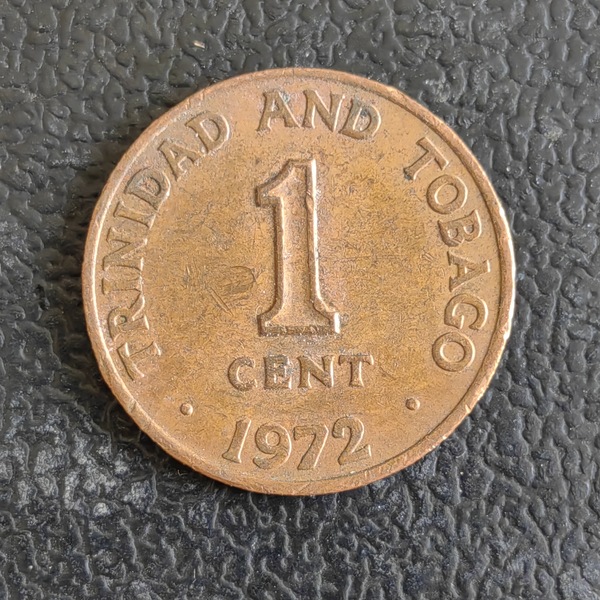 TRINIDAD AND TOBAGO
1
CENT
1972